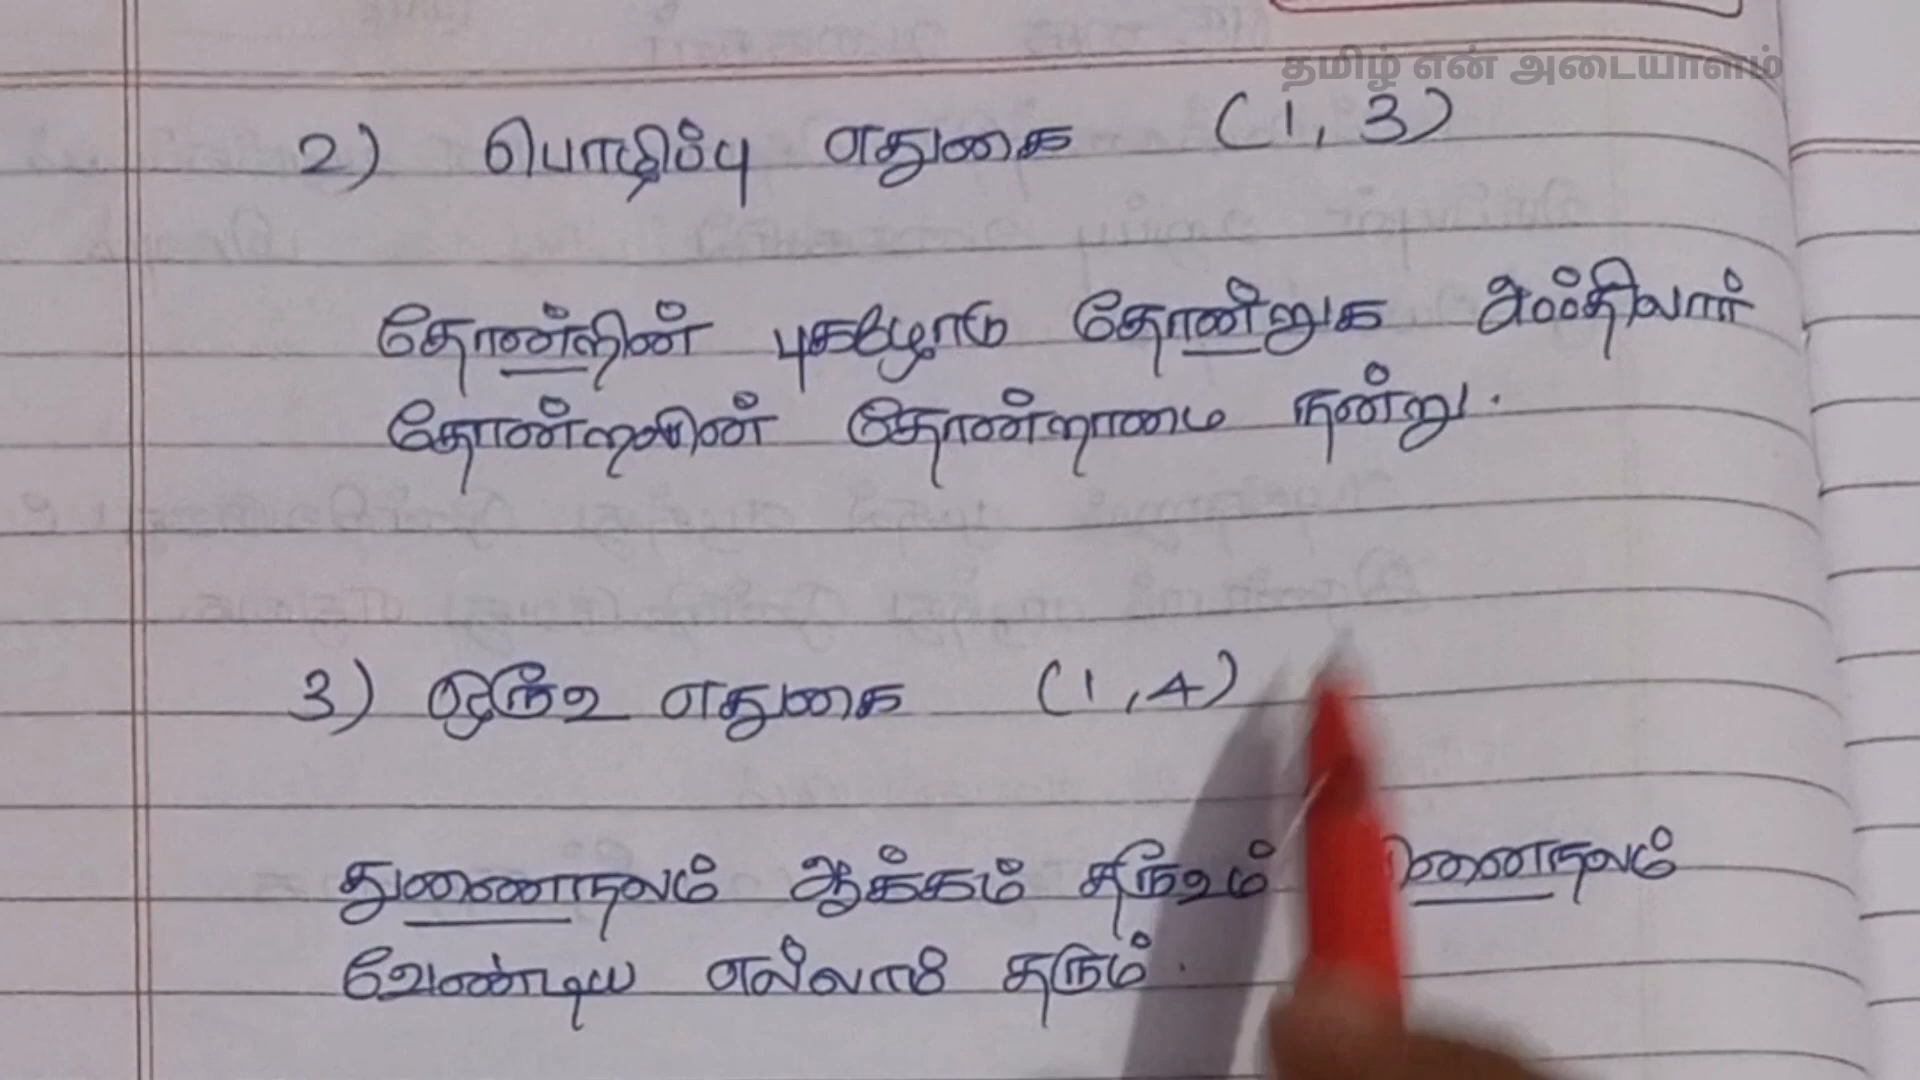 தமிழ் என் அடையாளம்
2) பொழிப்பு எதுகை (1, 3)
தோன்றின் புகழோடு தோன்றுக அஃதிலார்
தோன்றலின் தோன்றாமை நன்று.
3) ஒரூஉ எதுகை (1, 4)
துணைநலம் ஆக்கம் தரூஉம்
வேண்டிய எல்லாம் தரும்.